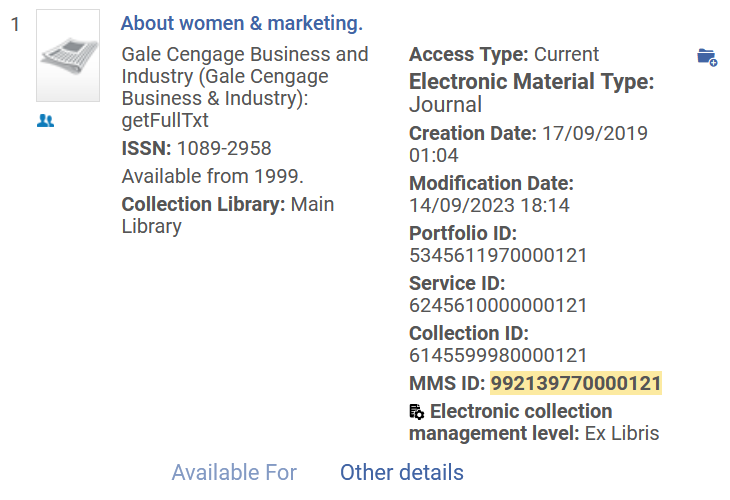 1
About women & marketing.
Gale Cengage Business and
Industry (Gale Cengage
Business & Industry):
getFullTxt
ISSN: 1089-2958
Available from 1999.
Collection Library: Main
Library
Access Type: Current
Electronic Material Type:
Journal
Creation Date: 17/09/2019
01:04
Modification Date:
14/09/2023 18:14
Portfolio ID:
5345611970000121
Service ID:
6245610000000121
Collection ID:
6145599980000121
MMS ID: 992139770000121
Electronic collection
management level: Ex Libris
Available For
Other details